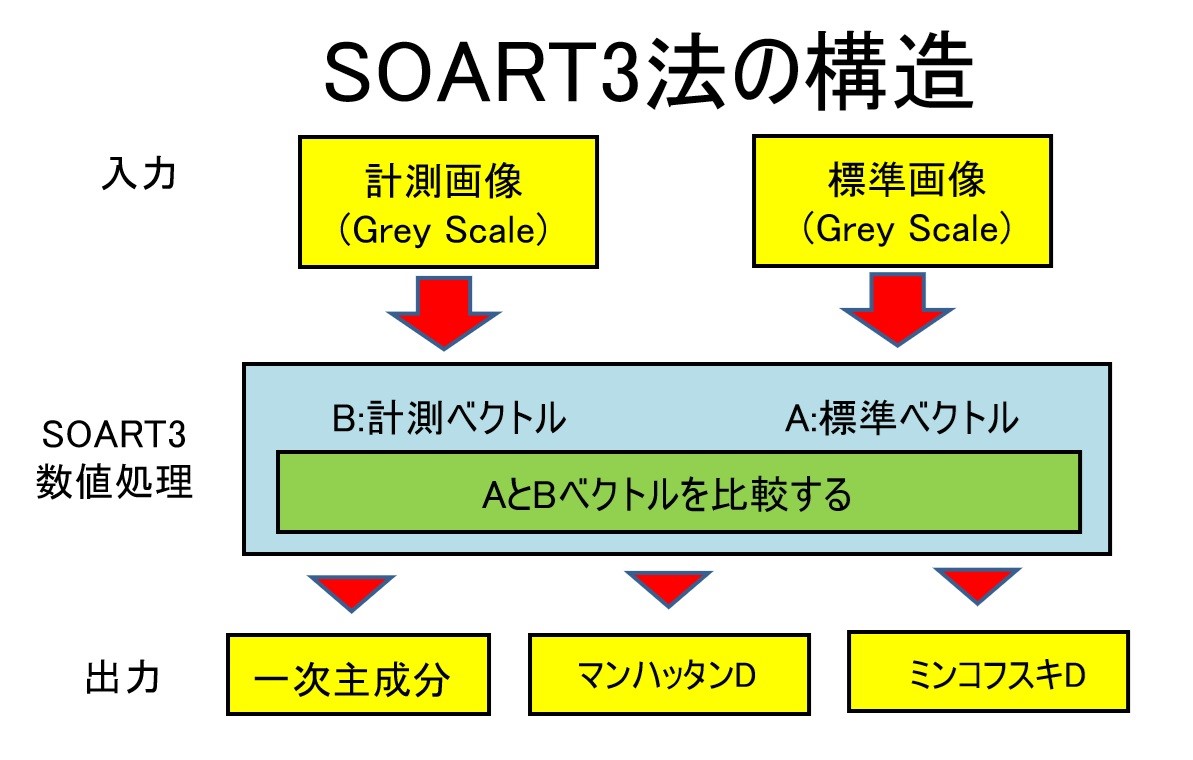 SOART3法の構造
入力
計測画像
(Grey Scale)
標準画像
(Grey Scale)
SOART3
数値処理
B:計測ベクトル
A:標準ベクトル
AとBベクトルを比較する
出力
一次主成分
マンハッタンD
ミンコフスキD